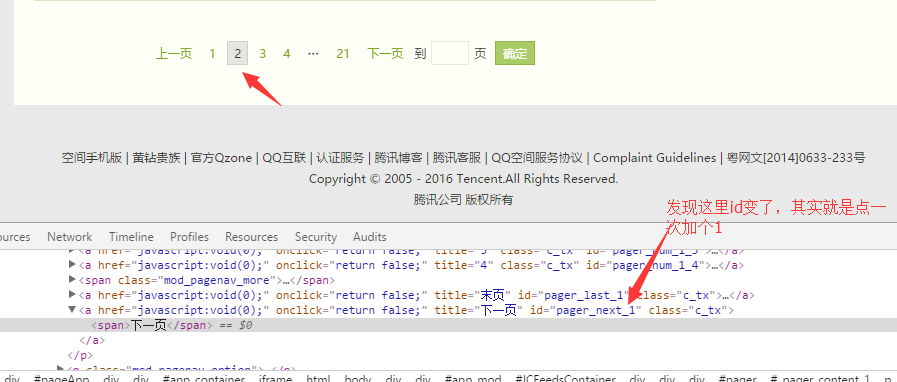 上一页 1 2 3 4 ··· 21 下一页 到 页 确定
空间手机版 | 黄钻贵族 | 官方Qzone | QQ互联 | 认证服务 | 腾讯博客 | 腾讯客服 | QQ空间服务协议 | Complaint Guidelines | 粤网文[2014]0633-233号
Copyright © 2005 - 2016 Tencent.All Rights Reserved.
腾讯公司 版权所有
发现这里id变了，其实就是点一
次加个1
ources Network Timeline Profiles Resources Security Audits
<a href="javascript:void(0);" onclick="return false;" title="3" class="c_tx" id="pager_num_1_3">…</a>
<a href="javascript:void(0);" onclick="return false;" title="4" class="c_tx" id="pager_num_1_4">…</a>
<span class="mod_pagenav_more">…</span>
<a href="javascript:void(0);" onclick="return false;" title="末页" id="pager_last_1" class="c_tx">…</a>
<a href="javascript:void(0);" onclick="return false;" title="下一页" id="pager_next_1" class="c_tx">
<span>下一页</span> == $0
</a>
</p>
<p class="mod_pagenav_option">…</p>
div #pageApp div div #app_container iframe html body div div #app_mod #ICFeedsContainer div div div #pager #_pager_content_1 p